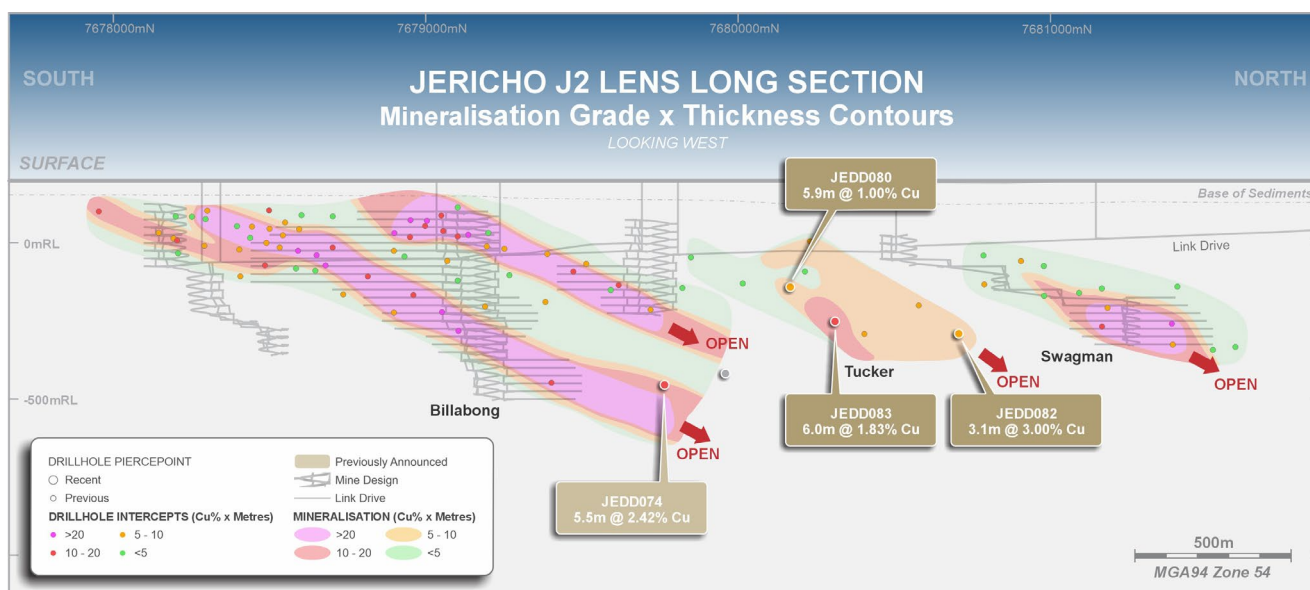 7678000mN
7679000mN
7680000mN
7681000mN
SOUTH
NORTH
JERICHO J2 LENS LONG SECTION
Mineralisation Grade x Thickness Contours
LOOKING WEST
SURFACE
JEDD080
5.9m @ 1.00% Cu
Base of Sediments
0mRL
Link Drive
OPEN
Tucker
Swagman
OPEN
OPEN
-500mRL
Billabong
JEDD083
6.0m @ 1.83% Cu
JEDD082
3.1m @ 3.00% Cu
OPEN
JEDD074
5.5m @ 2.42% Cu
DRILLHOLE PIERCEPOINT
Recent
Previous
DRILLHOLE INTERCEPTS (Cu% x Metres)
>20
5 - 10
10 - 20
<5
Previously Announced
Mine Design
Link Drive
MINERALISATION (Cu% x Metres)
>20
5 - 10
10 - 20
<5
500m
MGA94 Zone 54